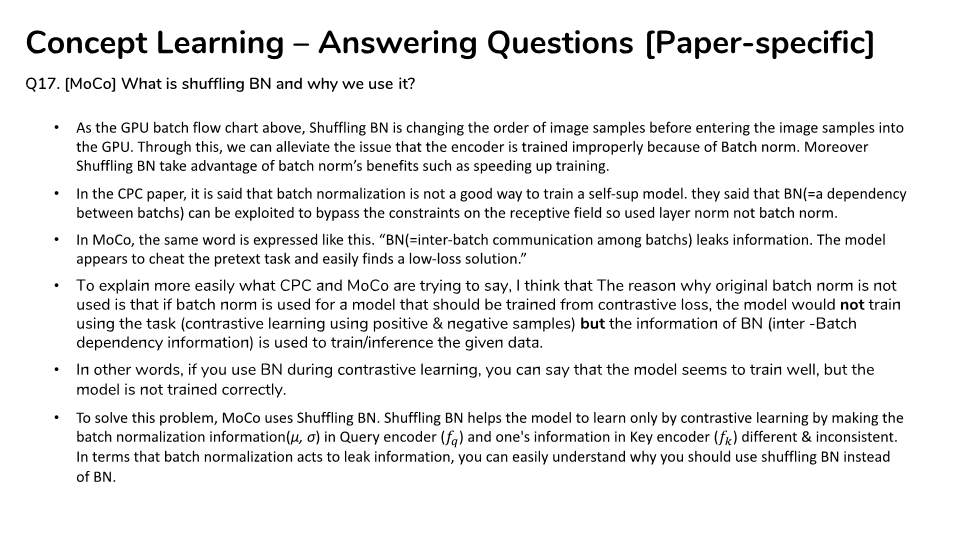 Concept Learning – Answering Questions [Paper-specific]
Q17. [MoCo] What is shuffling BN and why we use it?
• As the GPU batch flow chart above, Shuffling BN is changing the order of image samples before entering the image samples into
the GPU. Through this, we can alleviate the issue that the encoder is trained improperly because of Batch norm. Moreover
Shuffling BN take advantage of batch norm's benefits such as speeding up training.
• In the CPC paper, it is said that batch normalization is not a good way to train a self-sup model. they said that BN(=a dependency
between batchs) can be exploited to bypass the constraints on the receptive field so used layer norm not batch norm.
• In MoCo, the same word is expressed like this. “BN(=inter-batch communication among batchs) leaks information. The model
appears to cheat the pretext task and easily finds a low-loss solution.”
• To explain more easily what CPC and MoCo are trying to say, I think that The reason why original batch norm is not
used is that if batch norm is used for a model that should be trained from contrastive loss, the model would not train
using the task (contrastive learning using positive & negative samples) but the information of BN (inter -Batch
dependency information) is used to train/inference the given data.
• In other words, if you use BN during contrastive learning, you can say that the model seems to train well, but the
model is not trained correctly.
• To solve this problem, MoCo uses Shuffling BN. Shuffling BN helps the model to learn only by contrastive learning by making the
batch normalization information(μ, σ) in Query encoder (f_q) and one's information in Key encoder (f_k) different & inconsistent.
In terms that batch normalization acts to leak information, you can easily understand why you should use shuffling BN instead
of BN.